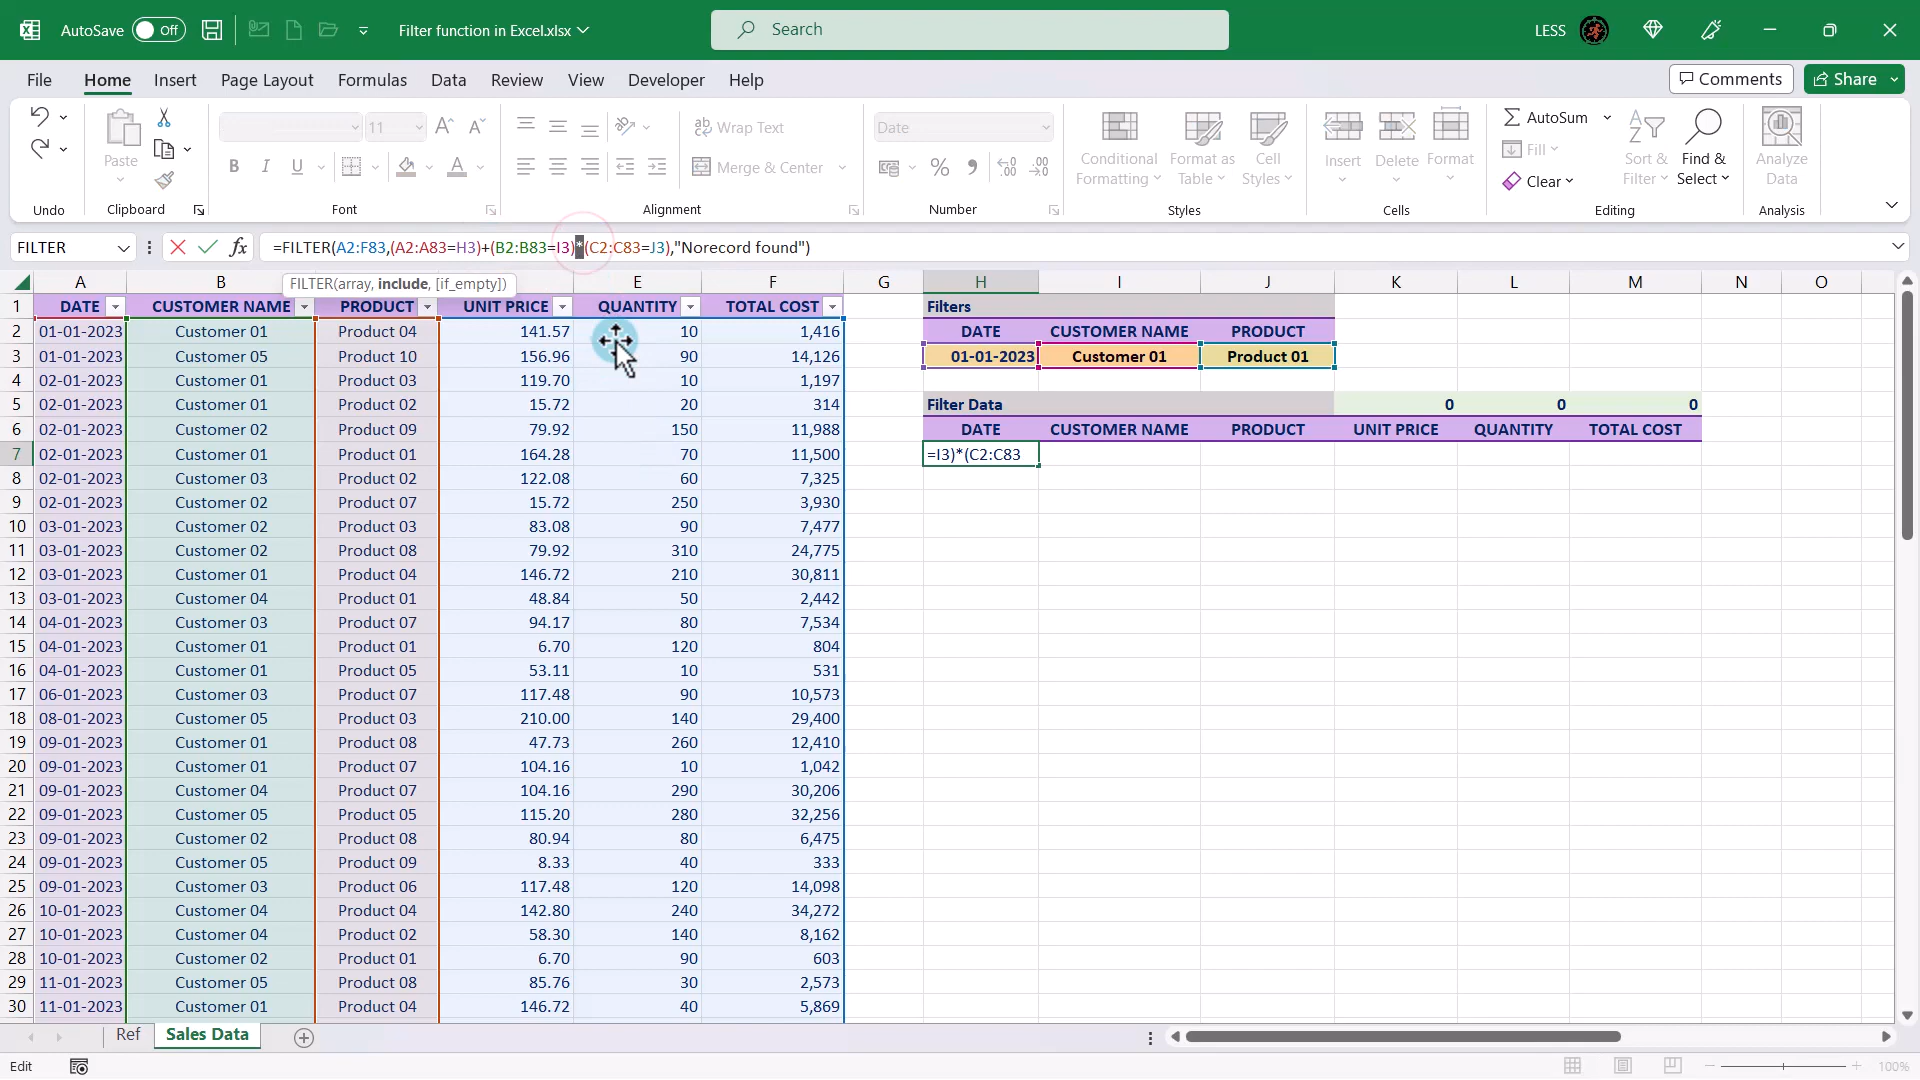 AutoSave Off Filter function in Excel.xlsx Search LESS
File Home Insert Page Layout Formulas Data Review View Developer Help Comments Share
Paste 11 B I U A ab Wrap Text Merge & Center Date % Conditional Formatting Format as Table Cell Styles Insert Delete Format AutoSum Fill Clear Sort & Filter Find & Select Analyze Data
Undo Clipboard Font Alignment Number Styles Cells Editing Analysis
FILTER fx =FILTER(A2:F83,(A2:A83=H3)+(B2:B83=I3)*(C2:C83=J3),"Norecord found")
FILTER(array, include, [if_empty])
A B E F G H I J K L M N O
1 DATE CUSTOMER NAME PRODUCT UNIT PRICE QUANTITY TOTAL COST Filters
2 01-01-2023 Customer 01 Product 04 141.57 10 1,416 DATE CUSTOMER NAME PRODUCT
3 01-01-2023 Customer 05 Product 10 156.96 90 14,126 01-01-2023 Customer 01 Product 01
4 02-01-2023 Customer 01 Product 03 119.70 10 1,197
5 02-01-2023 Customer 01 Product 02 15.72 20 314 Filter Data 0 0 0
6 02-01-2023 Customer 02 Product 09 79.92 150 11,988 DATE CUSTOMER NAME PRODUCT UNIT PRICE QUANTITY TOTAL COST
7 02-01-2023 Customer 01 Product 01 164.28 70 11,500 =I3)*(C2:C83
8 02-01-2023 Customer 03 Product 02 122.08 60 7,325
9 02-01-2023 Customer 02 Product 07 15.72 250 3,930
10 03-01-2023 Customer 02 Product 03 83.08 90 7,477
11 03-01-2023 Customer 02 Product 08 79.92 310 24,775
12 03-01-2023 Customer 01 Product 04 146.72 210 30,811
13 03-01-2023 Customer 04 Product 01 48.84 50 2,442
14 04-01-2023 Customer 03 Product 07 94.17 80 7,534
15 04-01-2023 Customer 01 Product 01 6.70 120 804
16 04-01-2023 Customer 01 Product 05 53.11 10 531
17 06-01-2023 Customer 03 Product 07 117.48 90 10,573
18 08-01-2023 Customer 05 Product 03 210.00 140 29,400
19 09-01-2023 Customer 01 Product 08 47.73 260 12,410
20 09-01-2023 Customer 01 Product 07 104.16 10 1,042
21 09-01-2023 Customer 04 Product 07 104.16 290 30,206
22 09-01-2023 Customer 05 Product 05 115.20 280 32,256
23 09-01-2023 Customer 02 Product 08 80.94 80 6,475
24 09-01-2023 Customer 05 Product 09 8.33 40 333
25 09-01-2023 Customer 03 Product 06 117.48 120 14,098
26 10-01-2023 Customer 04 Product 04 142.80 240 34,272
27 10-01-2023 Customer 04 Product 02 58.30 140 8,162
28 10-01-2023 Customer 02 Product 01 6.70 90 603
29 11-01-2023 Customer 05 Product 08 85.76 30 2,573
30 11-01-2023 Customer 01 Product 04 146.72 40 5,869
Ref Sales Data
Edit 100%